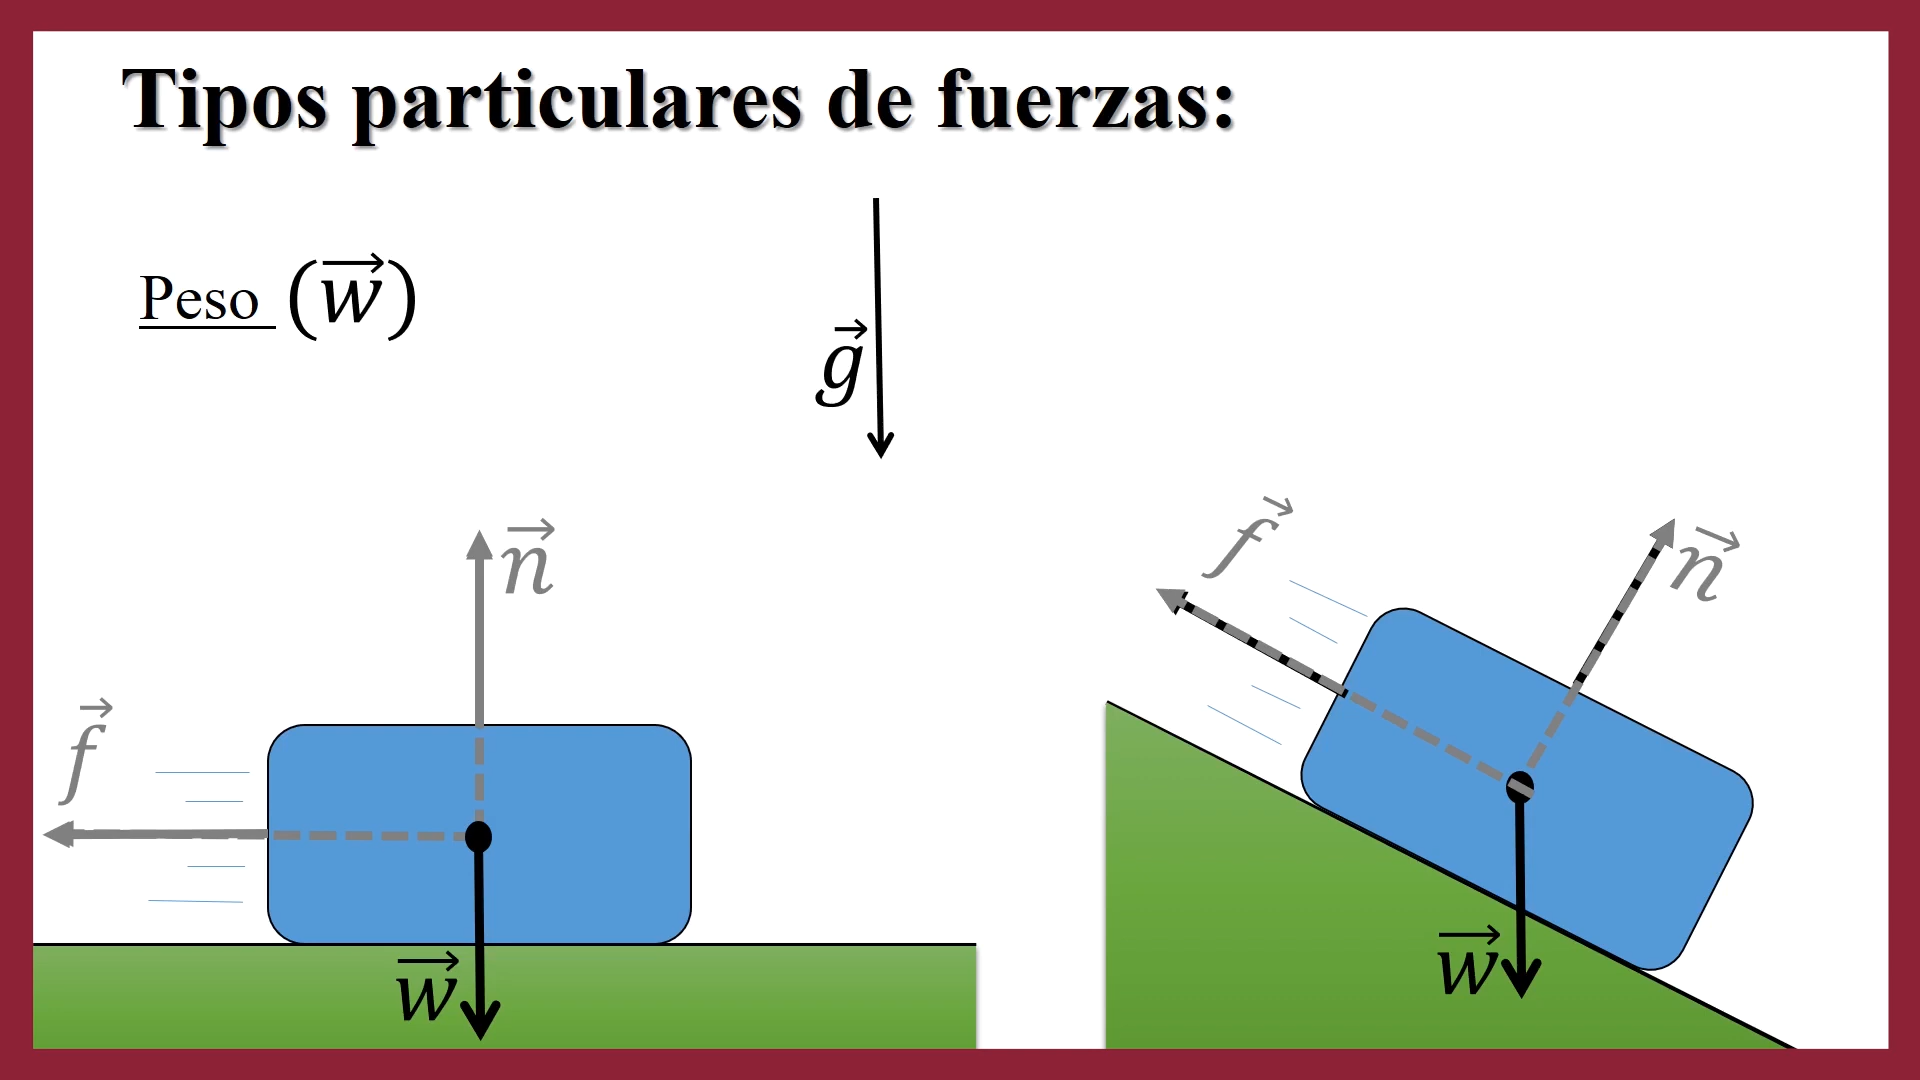 Tipos particulares de fuerzas:
Peso (w⃗)
g⃗
n⃗
f⃗
w⃗
f⃗
n⃗
w⃗